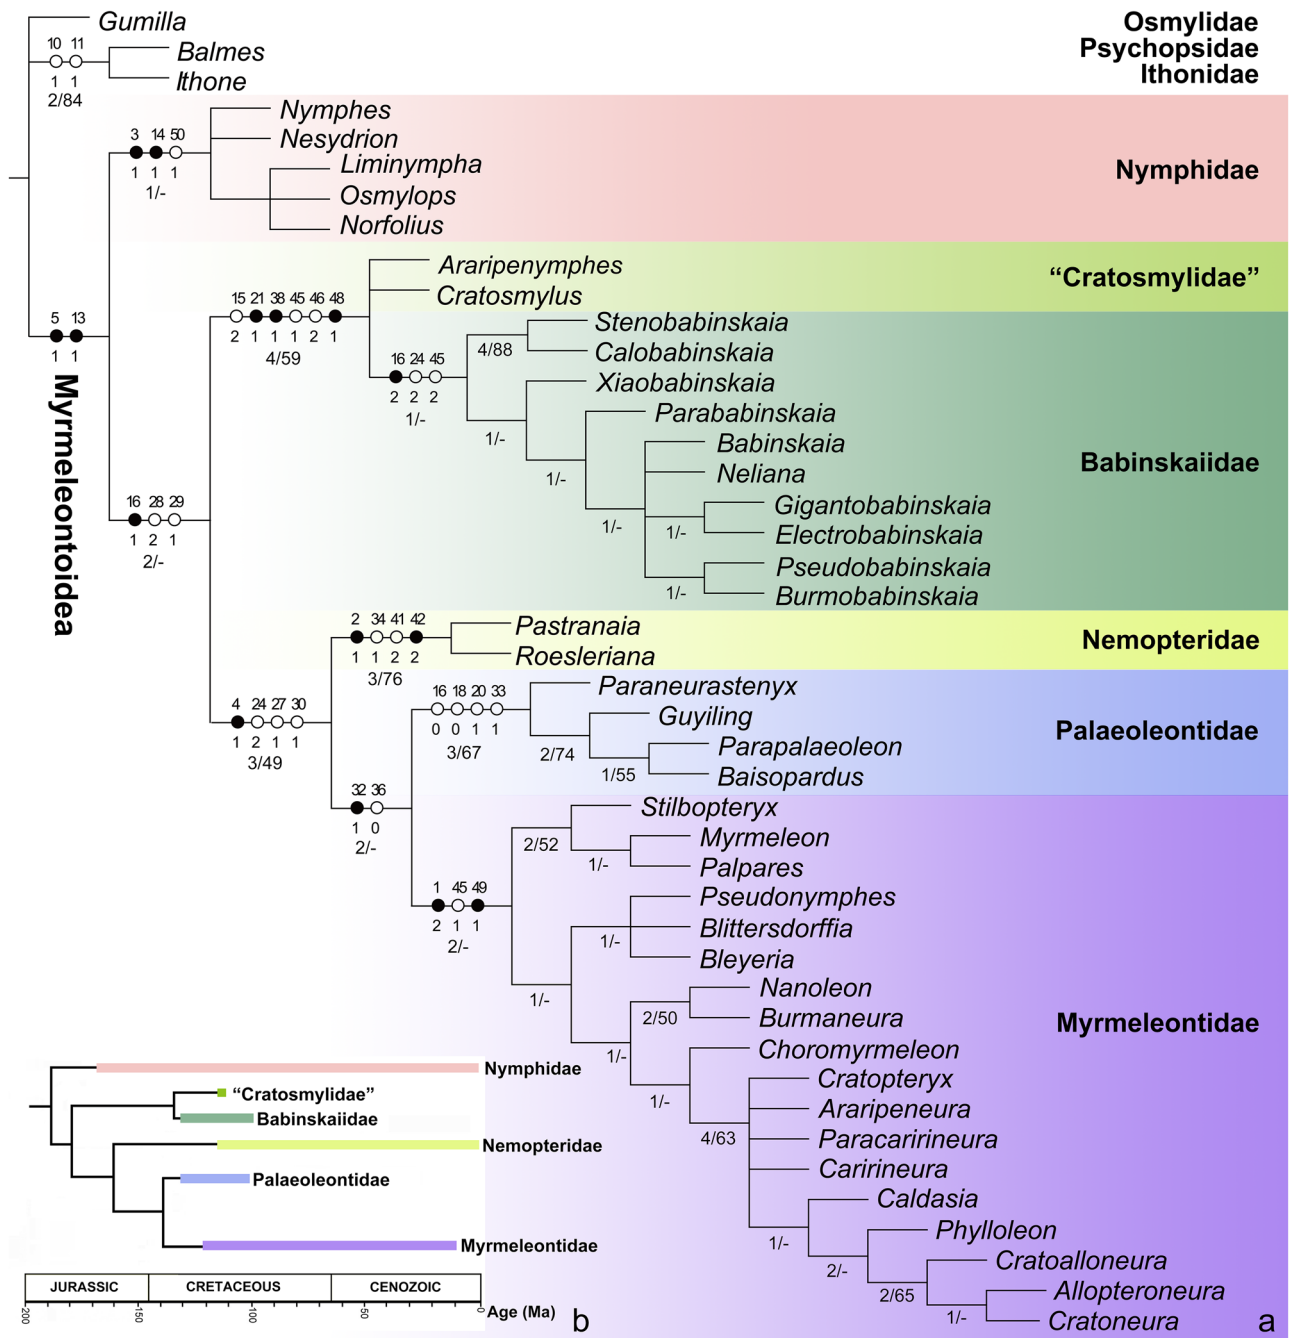 Gumilla
Osmylidae
10 11
Balmes
Psychopsidae
1 1
Ithone
Ithonidae
2/84
Nymphes
3 14 50
Nesydrion
1 1 1
Liminympha
Nymphidae
1/-
Osmylops
Norfolius
Araripenymphes
“Cratosmylidae”
15 21 38 45 46 48
Cratosmylus
5 13
2 1 1 1 2 1
Stenobabinskaia
1 1
4/59
4/88
Calobabinskaia
16 24 45
Xiaobabinskaia
2 2 2
Myrmeleontoidea
1/-
Parababinskaia
1/-
Babinskaia
Babinskaiidae
1/-
Neliana
16 28 29
Gigantobabinskaia
1 2 1
1/-
1/-
Electrobabinskaia
2/-
Pseudobabinskaia
1/-
Burmobabinskaia
2 34 41 42
Pastranaia
Nemopteridae
1 1 2 2
Roesleriana
3/76
Paraneurastenyx
4 24 27 30
16 18 20 33
Guyiling
Palaeoleontidae
1 2 1 1
0 0 1 1
3/49
3/67
2/74
Parapalaeoleon
1/55
Baisopardus
32 36
Stilbopteryx
1 0
2/-
2/52
Myrmeleon
1/-
Palpares
1 45 49
Pseudonymphes
2 1 1
Blittersdorffia
2/-
1/-
Bleyeria
1/-
Nanoleon
2/50
Burmaneura
Myrmeleontidae
1/-
Choromyrmeleon
1/-
Cratopteryx
Araripeneura
4/63
Paracaririneura
Caririneura
Caldasia
1/-
Phylloleon
2/-
Cratoalloneura
2/65
Allopteroneura
1/-
Cratoneura
a
Nymphidae
“Cratosmylidae”
Babinskaiidae
Nemopteridae
Palaeoleontidae
Myrmeleontidae
JURASSIC CRETACEOUS CENOZOIC
200 150 100 50 0 Age (Ma)
b